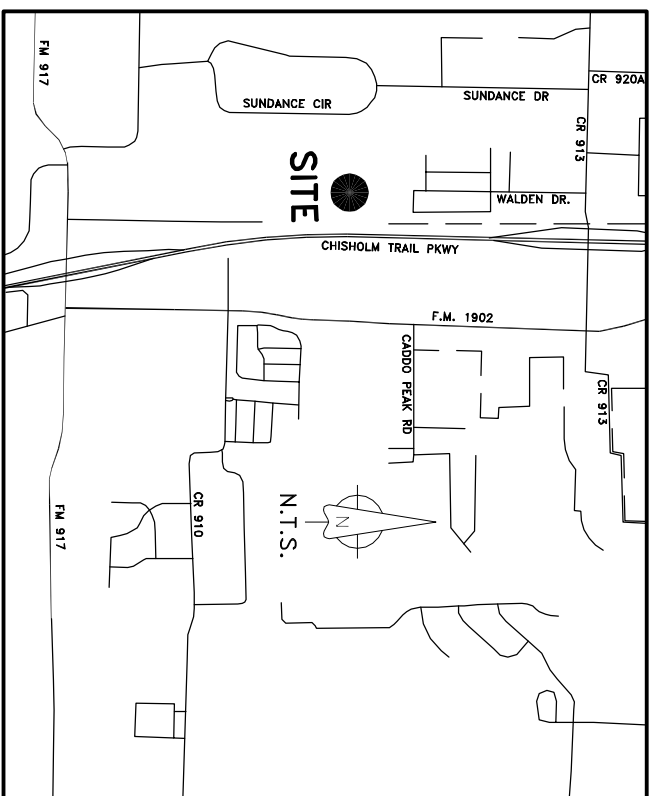 FM 917
CR 920A
SUNDANCE CIR
SUNDANCE DR
CR 913
SITE
WALDEN DR.
CHISHOLM TRAIL PKWY
F.M. 1902
CADDO PEAK RD
CR 913
CR 910
N.T.S.
N
FM 917